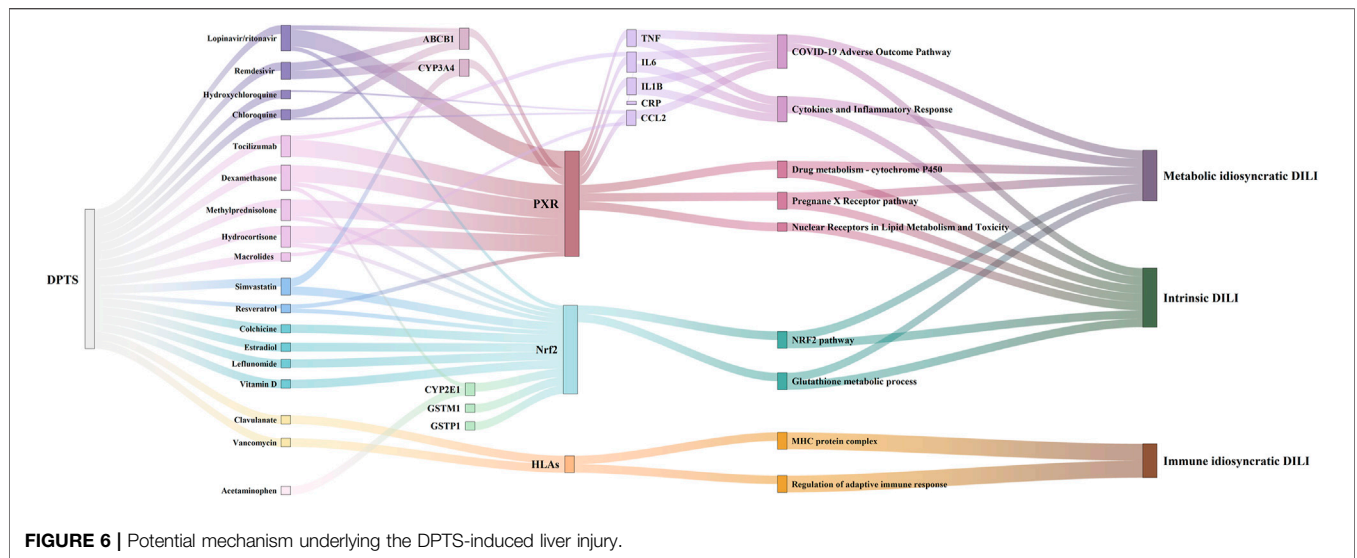 DPTS
Lopinavir/ritonavir
Remdesivir
Hydroxychloroquine
Chloroquine
Tocilizumab
Dexamethasone
Methylprednisolone
Hydrocortisone
Macrolides
Simvastatin
Resveratrol
Colchicine
Estradiol
Leflunomide
Vitamin D
Clavulanate
Vancomycin
Acetaminophen
ABCB1
CYP3A4
CYP2E1
GSTM1
GSTP1
PXR
Nrf2
HLAs
TNF
IL6
IL1B
CRP
CCL2
COVID-19 Adverse Outcome Pathway
Cytokines and Inflammatory Response
Drug metabolism - cytochrome P450
Pregnane X Receptor pathway
Nuclear Receptors in Lipid Metabolism and Toxicity
NRF2 pathway
Glutathione metabolic process
MHC protein complex
Regulation of adaptive immune response
Metabolic idiosyncratic DILI
Intrinsic DILI
Immune idiosyncratic DILI
FIGURE 6 | Potential mechanism underlying the DPTS-induced liver injury.